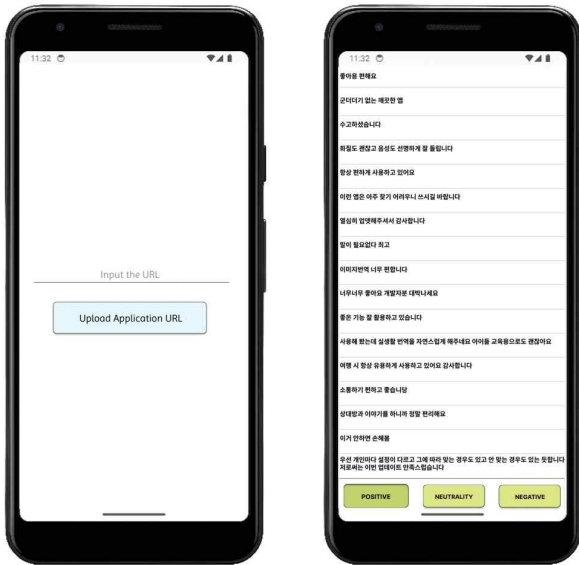 11:32
Input the URL
Upload Application URL
11:32
좋아용 편해요
군더더기 없는 깨끗한 앱
수고하셨습니다
화질도 괜찮고 음성도 선명하게 잘 들립니다
항상 편하게 사용하고 있어요
이런 앱은 아주 찾기 어려우니 쓰시길 바랍니다
열심히 업뎃해주셔서 감사합니다
말이 필요없다 최고
이미지번역 너무 편합니다
너무너무 좋아요 개발자분 대박나세요
좋은 기능 잘 활용하고 있습니다
사용해 봤는데 실생활 번역을 자연스럽게 해주네요 아이들 교육용으로도 괜찮아요
여행 시 항상 유용하게 사용하고 있어요 감사합니다
소통하기 편하고 좋습니당
상대방과 이야기를 하니까 정말 편리해요
이거 안하면 손해봄
우선 개인마다 설정이 다르고 그에 따라 맞는 경우도 있고 안 맞는 경우도 있는 듯합니다
저로써는 이번 업데이트 만족스럽습니다
POSITIVE
NEUTRALITY
NEGATIVE